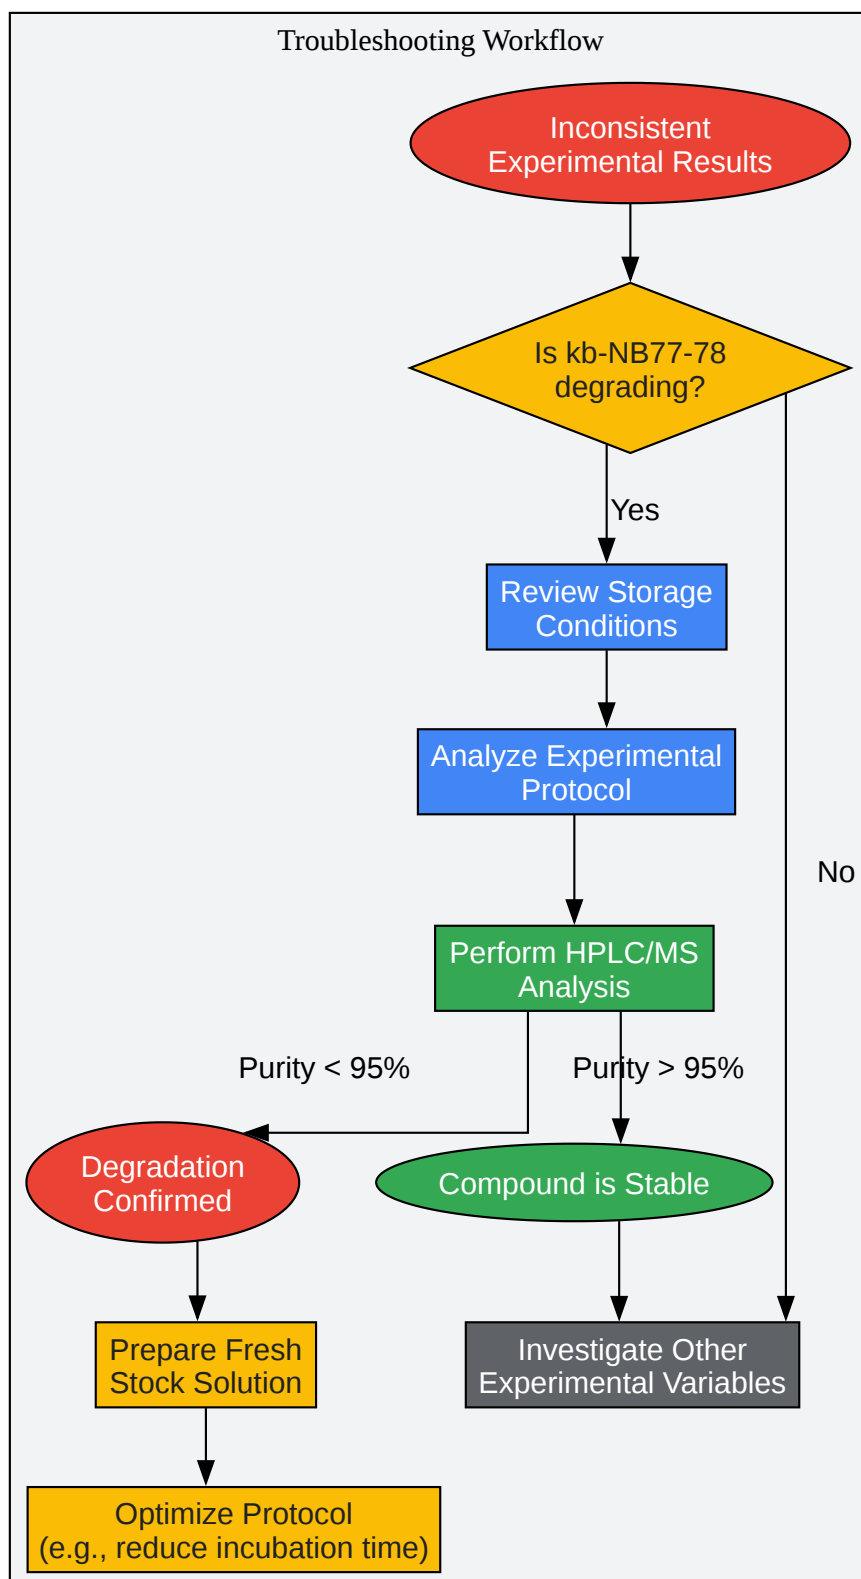 Troubleshooting Workflow
Inconsistent
Experimental Results
Is kb-NB77-78
degrading?
Yes
Review Storage
Conditions
Analyze Experimental
Protocol
No
Perform HPLC/MS
Analysis
Purity < 95%
Purity > 95%
Degradation
Confirmed
Compound is Stable
Prepare Fresh
Stock Solution
Investigate Other
Experimental Variables
Optimize Protocol
(e.g., reduce incubation time)